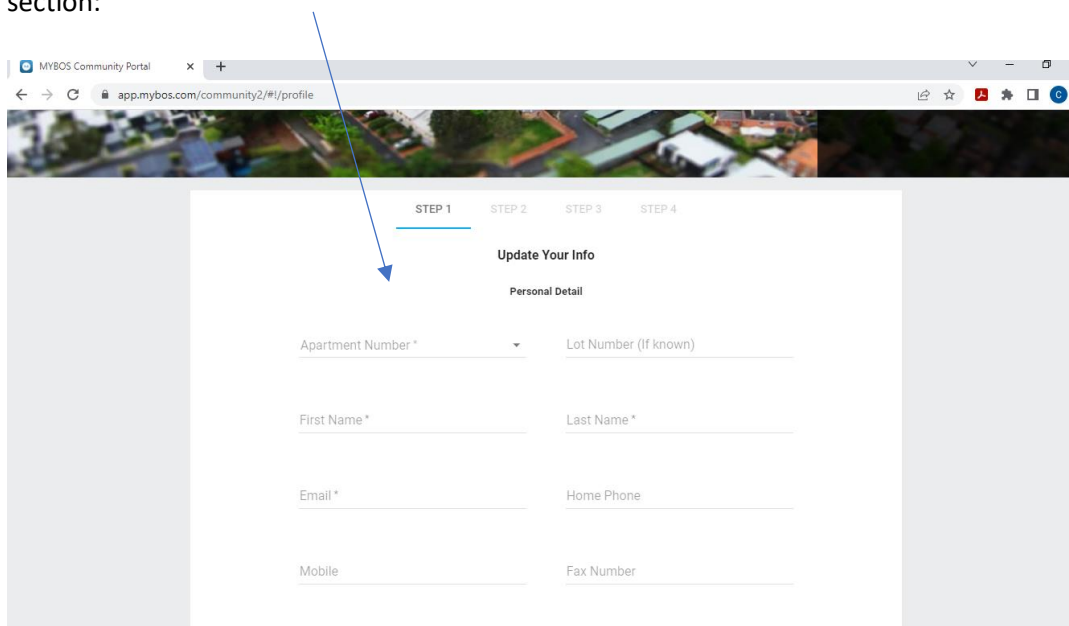 section:
MYBOS Community Portal
app.mybos.com/community2/#!/profile
C
STEP 1 STEP 2 STEP 3 STEP 4
Update Your Info
Personal Detail
Apartment Number * Lot Number (If known)
First Name * Last Name *
Email * Home Phone
Mobile Fax Number